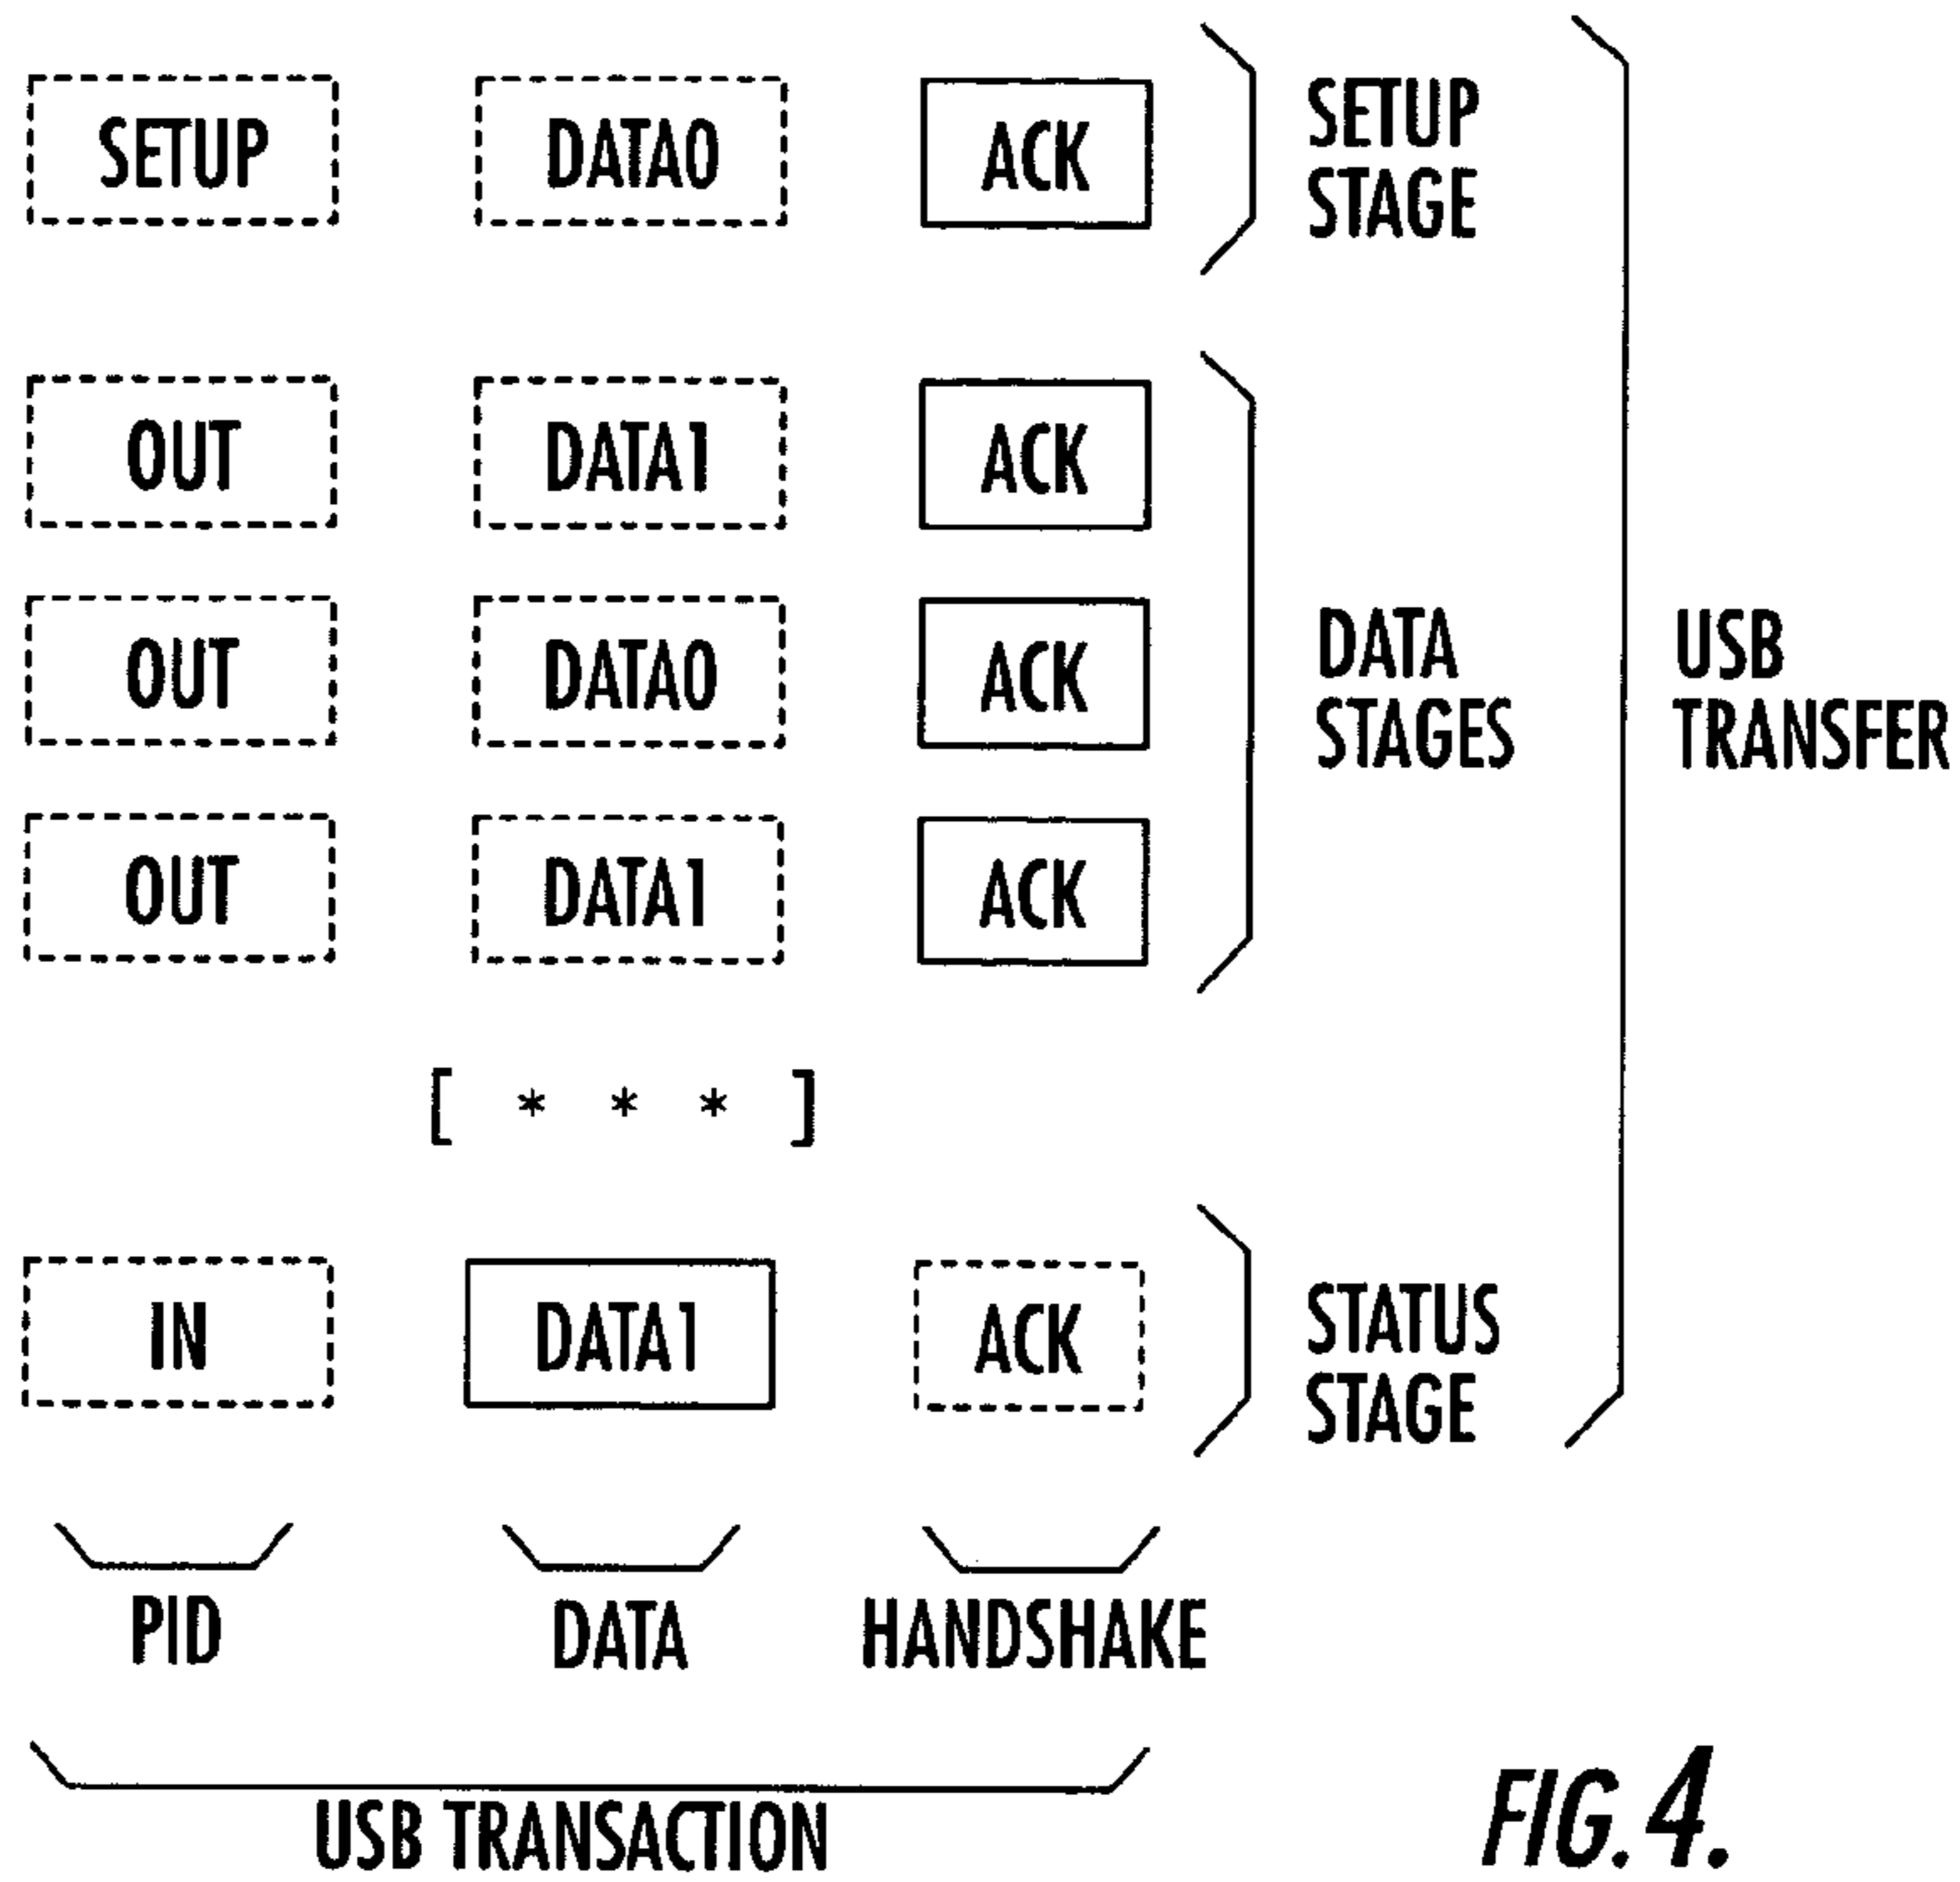 SETUP DATA0 ACK
SETUP
STAGE
OUT DATA1 ACK
OUT DATA0 ACK
OUT DATA1 ACK
DATA
STAGES
USB
TRANSFER
[ * * * ]
IN DATA1 ACK
STATUS
STAGE
PID DATA HANDSHAKE
USB TRANSACTION
FIG.4.